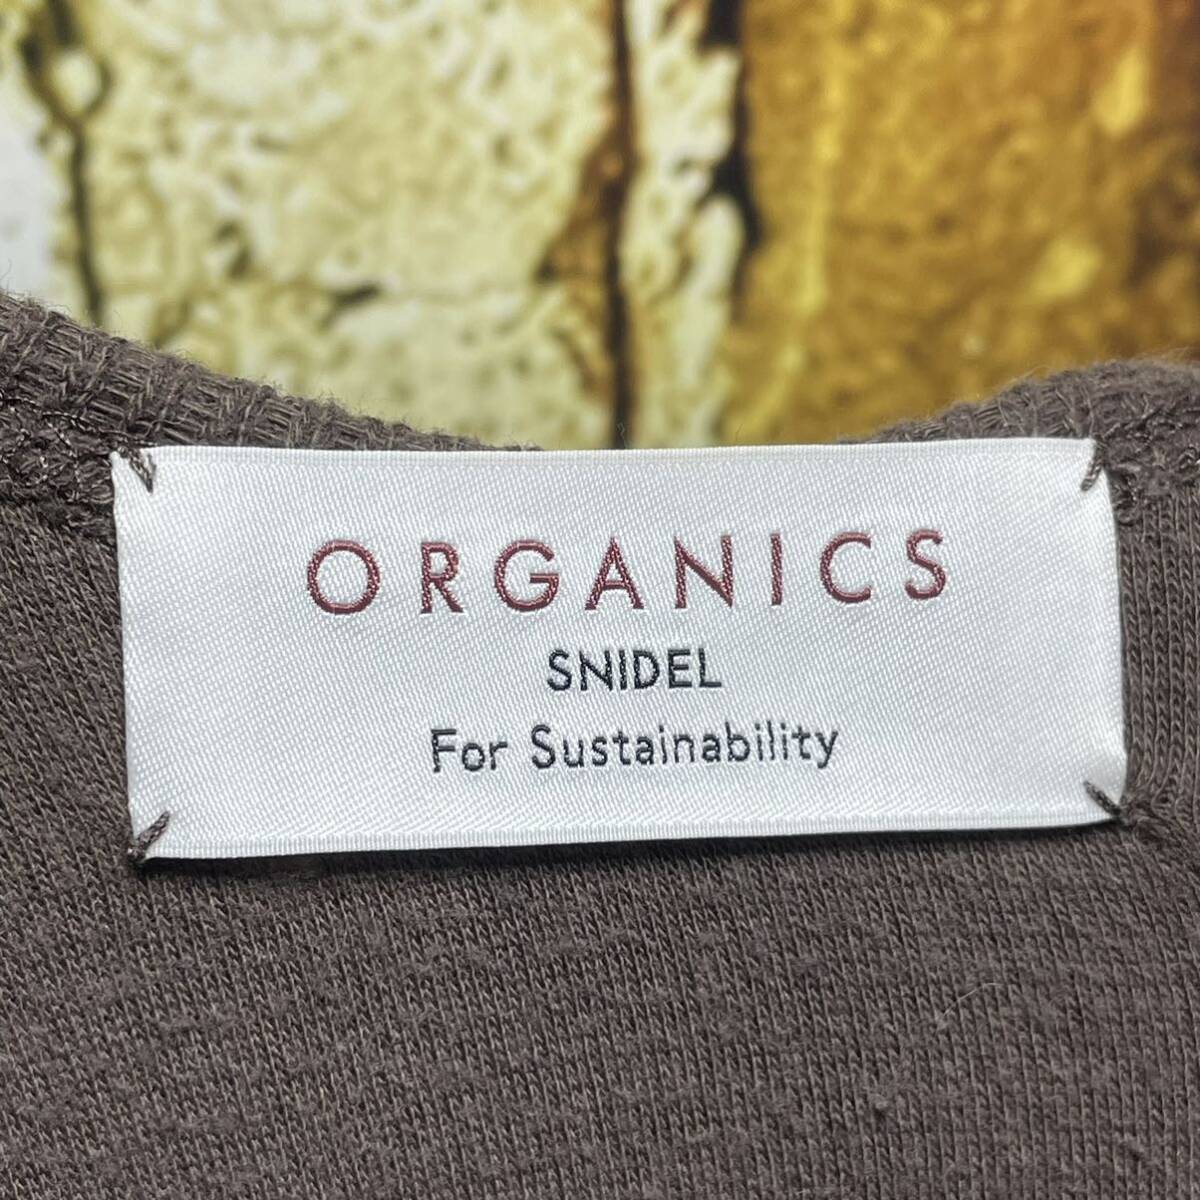 ORGANICS
SNIDEL
For Sustainability